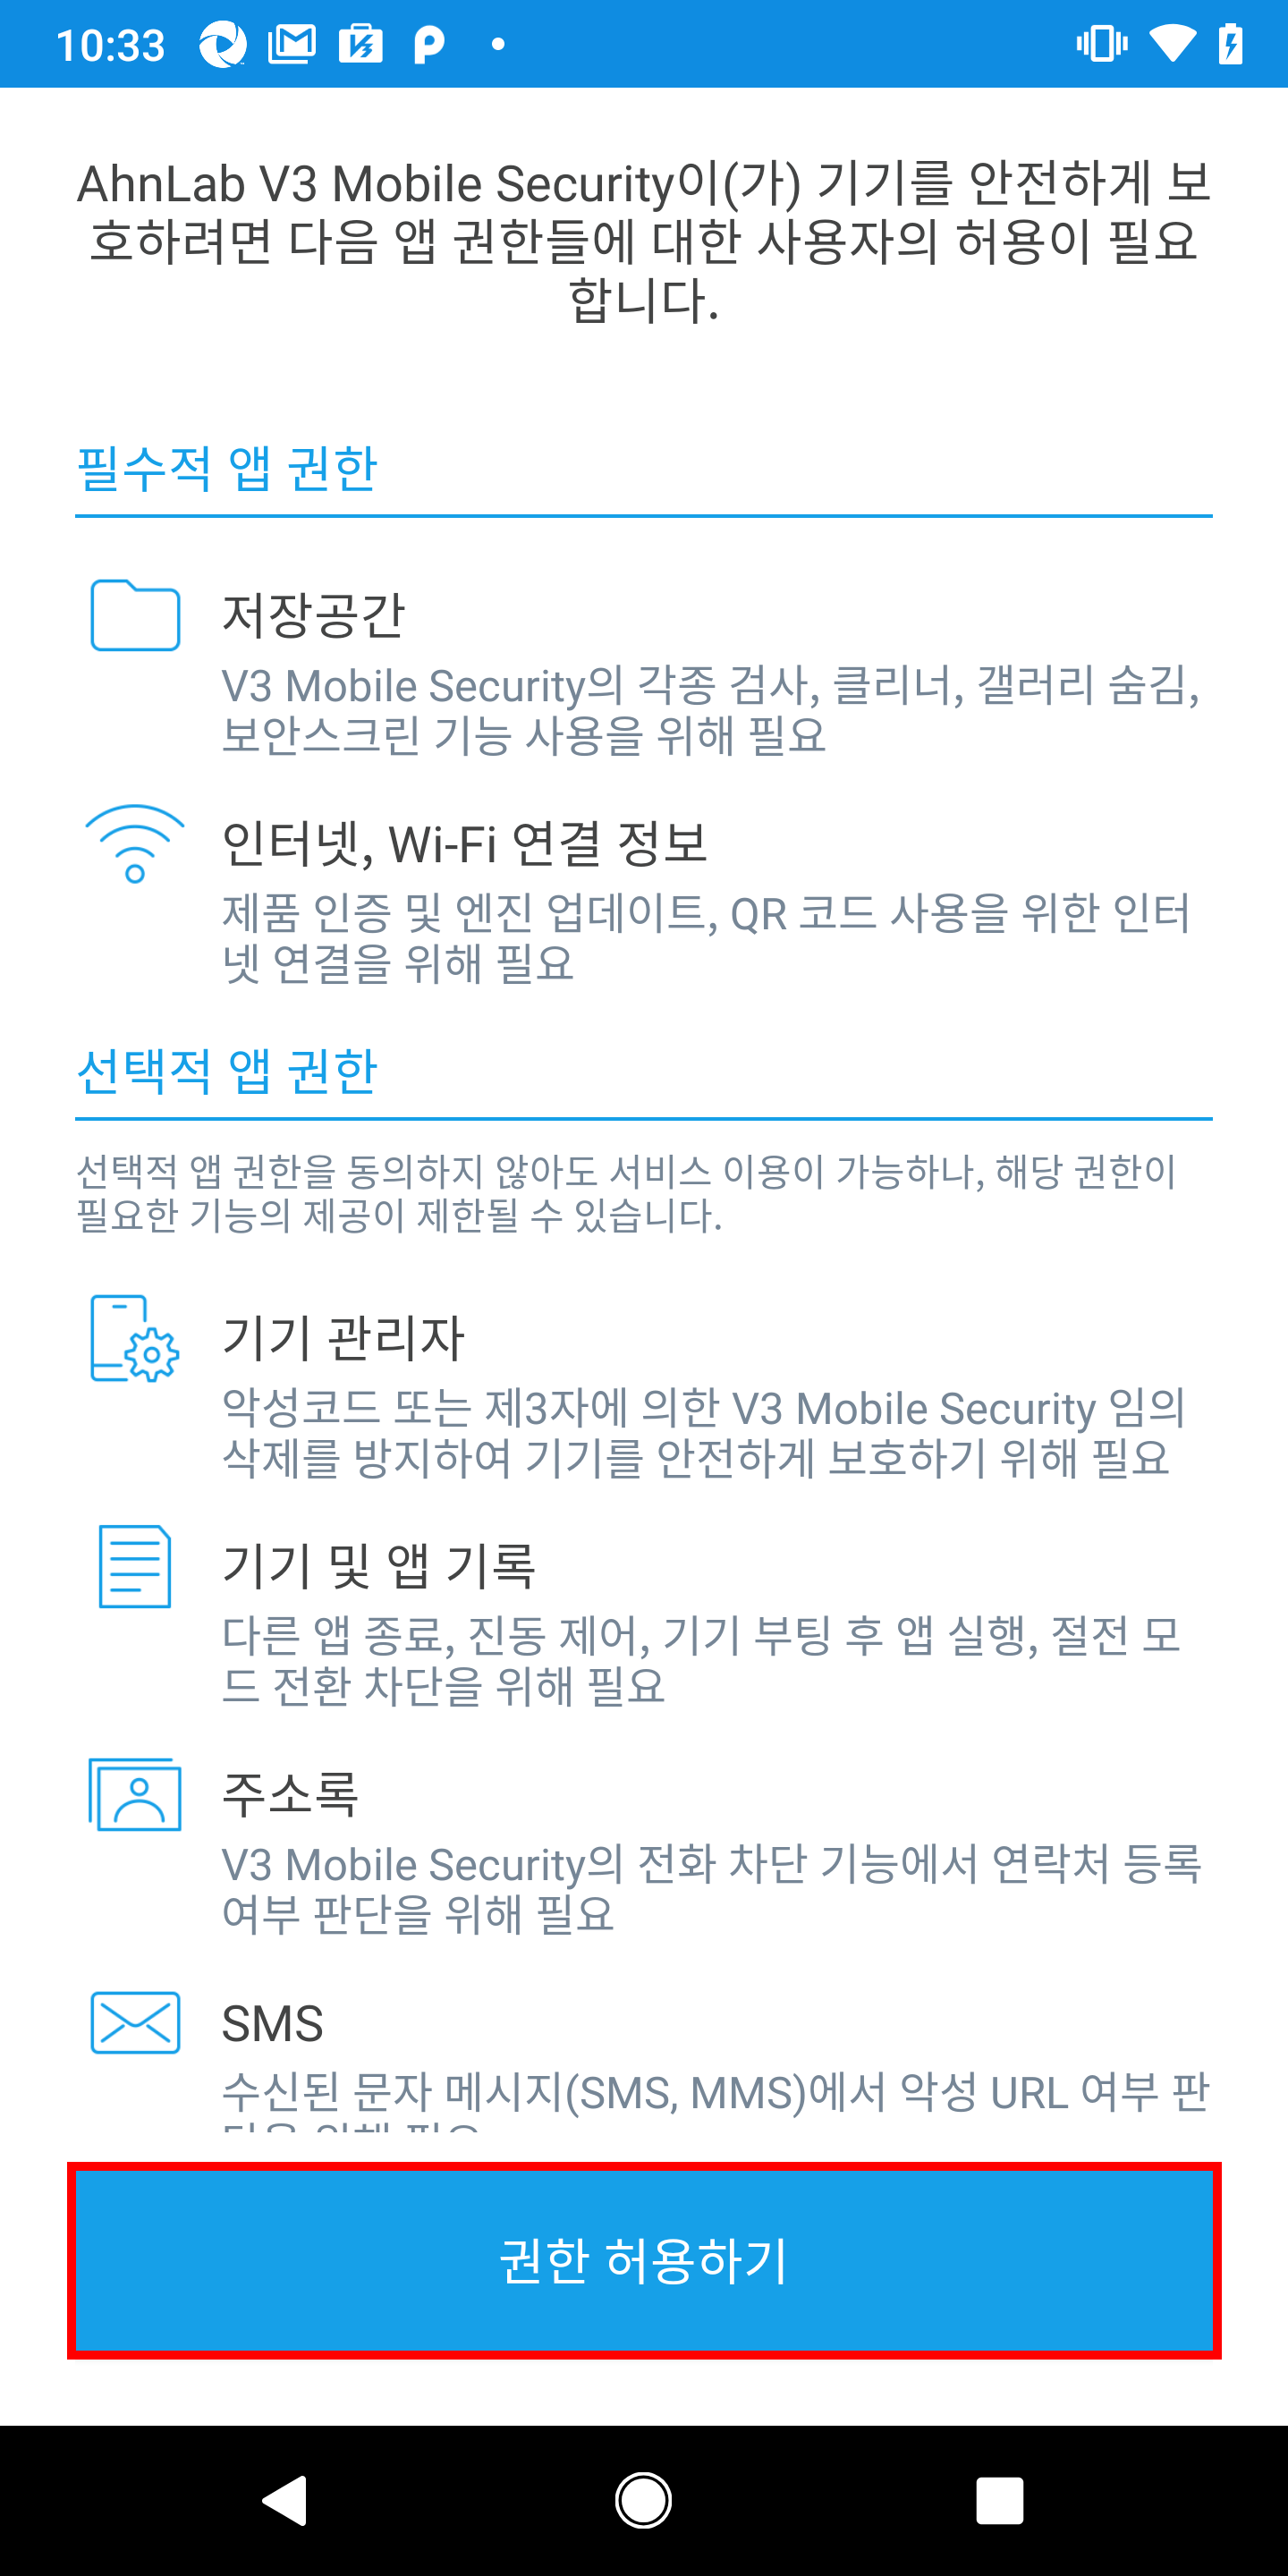 10:33
AhnLab V3 Mobile Security이(가) 기기를 안전하게 보
호하려면 다음 앱 권한들에 대한 사용자의 허용이 필요
합니다.
필수적 앱 권한
저장공간
V3 Mobile Security의 각종 검사, 클리너, 갤러리 숨김,
보안스크린 기능 사용을 위해 필요
인터넷, Wi-Fi 연결 정보
제품 인증 및 엔진 업데이트, QR 코드 사용을 위한 인터
넷 연결을 위해 필요
선택적 앱 권한
선택적 앱 권한을 동의하지 않아도 서비스 이용이 가능하나, 해당 권한이
필요한 기능의 제공이 제한될 수 있습니다.
기기 관리자
악성코드 또는 제3자에 의한 V3 Mobile Security 임의
삭제를 방지하여 기기를 안전하게 보호하기 위해 필요
기기 및 앱 기록
다른 앱 종료, 진동 제어, 기기 부팅 후 앱 실행, 절전 모
드 전환 차단을 위해 필요
주소록
V3 Mobile Security의 전화 차단 기능에서 연락처 등록
여부 판단을 위해 필요
SMS
수신된 문자 메시지(SMS, MMS)에서 악성 URL 여부 판
권한 허용하기